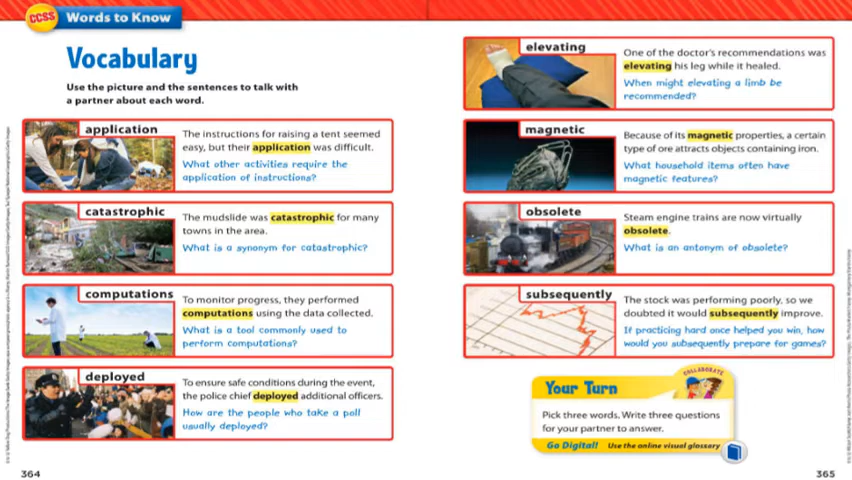 CCSS Words to Know
Vocabulary
Use the picture and the sentences to talk with
a partner about each word.
application
The instructions for raising a tent seemed
easy, but their application was difficult.
What other activities require the
application of instructions?
catastrophic
The mudslide was catastrophic for many
towns in the area.
What is a synonym for catastrophic?
computations
To monitor progress, they performed
computations using the data collected.
What is a tool commonly used to
perform computations?
deployed
To ensure safe conditions during the event,
the police chief deployed additional officers.
How are the people who take a poll
usually deployed?
364
elevating
One of the doctor's recommendations was
elevating his leg while it healed.
When might elevating a limb be
recommended?
magnetic
Because of its magnetic properties, a certain
type of ore attracts objects containing iron.
What household items often have
magnetic features?
obsolete
Steam engine trains are now virtually
obsolete.
What is an antonym of obsolete?
subsequently
The stock was performing poorly, so we
doubted it would subsequently improve.
If practicing hard once helped you win, how
would you subsequently prepare for games?
COLLABORATE
Your Turn
Pick three words. Write three questions
for your partner to answer.
Go Digital! Use the online visual glossary
365